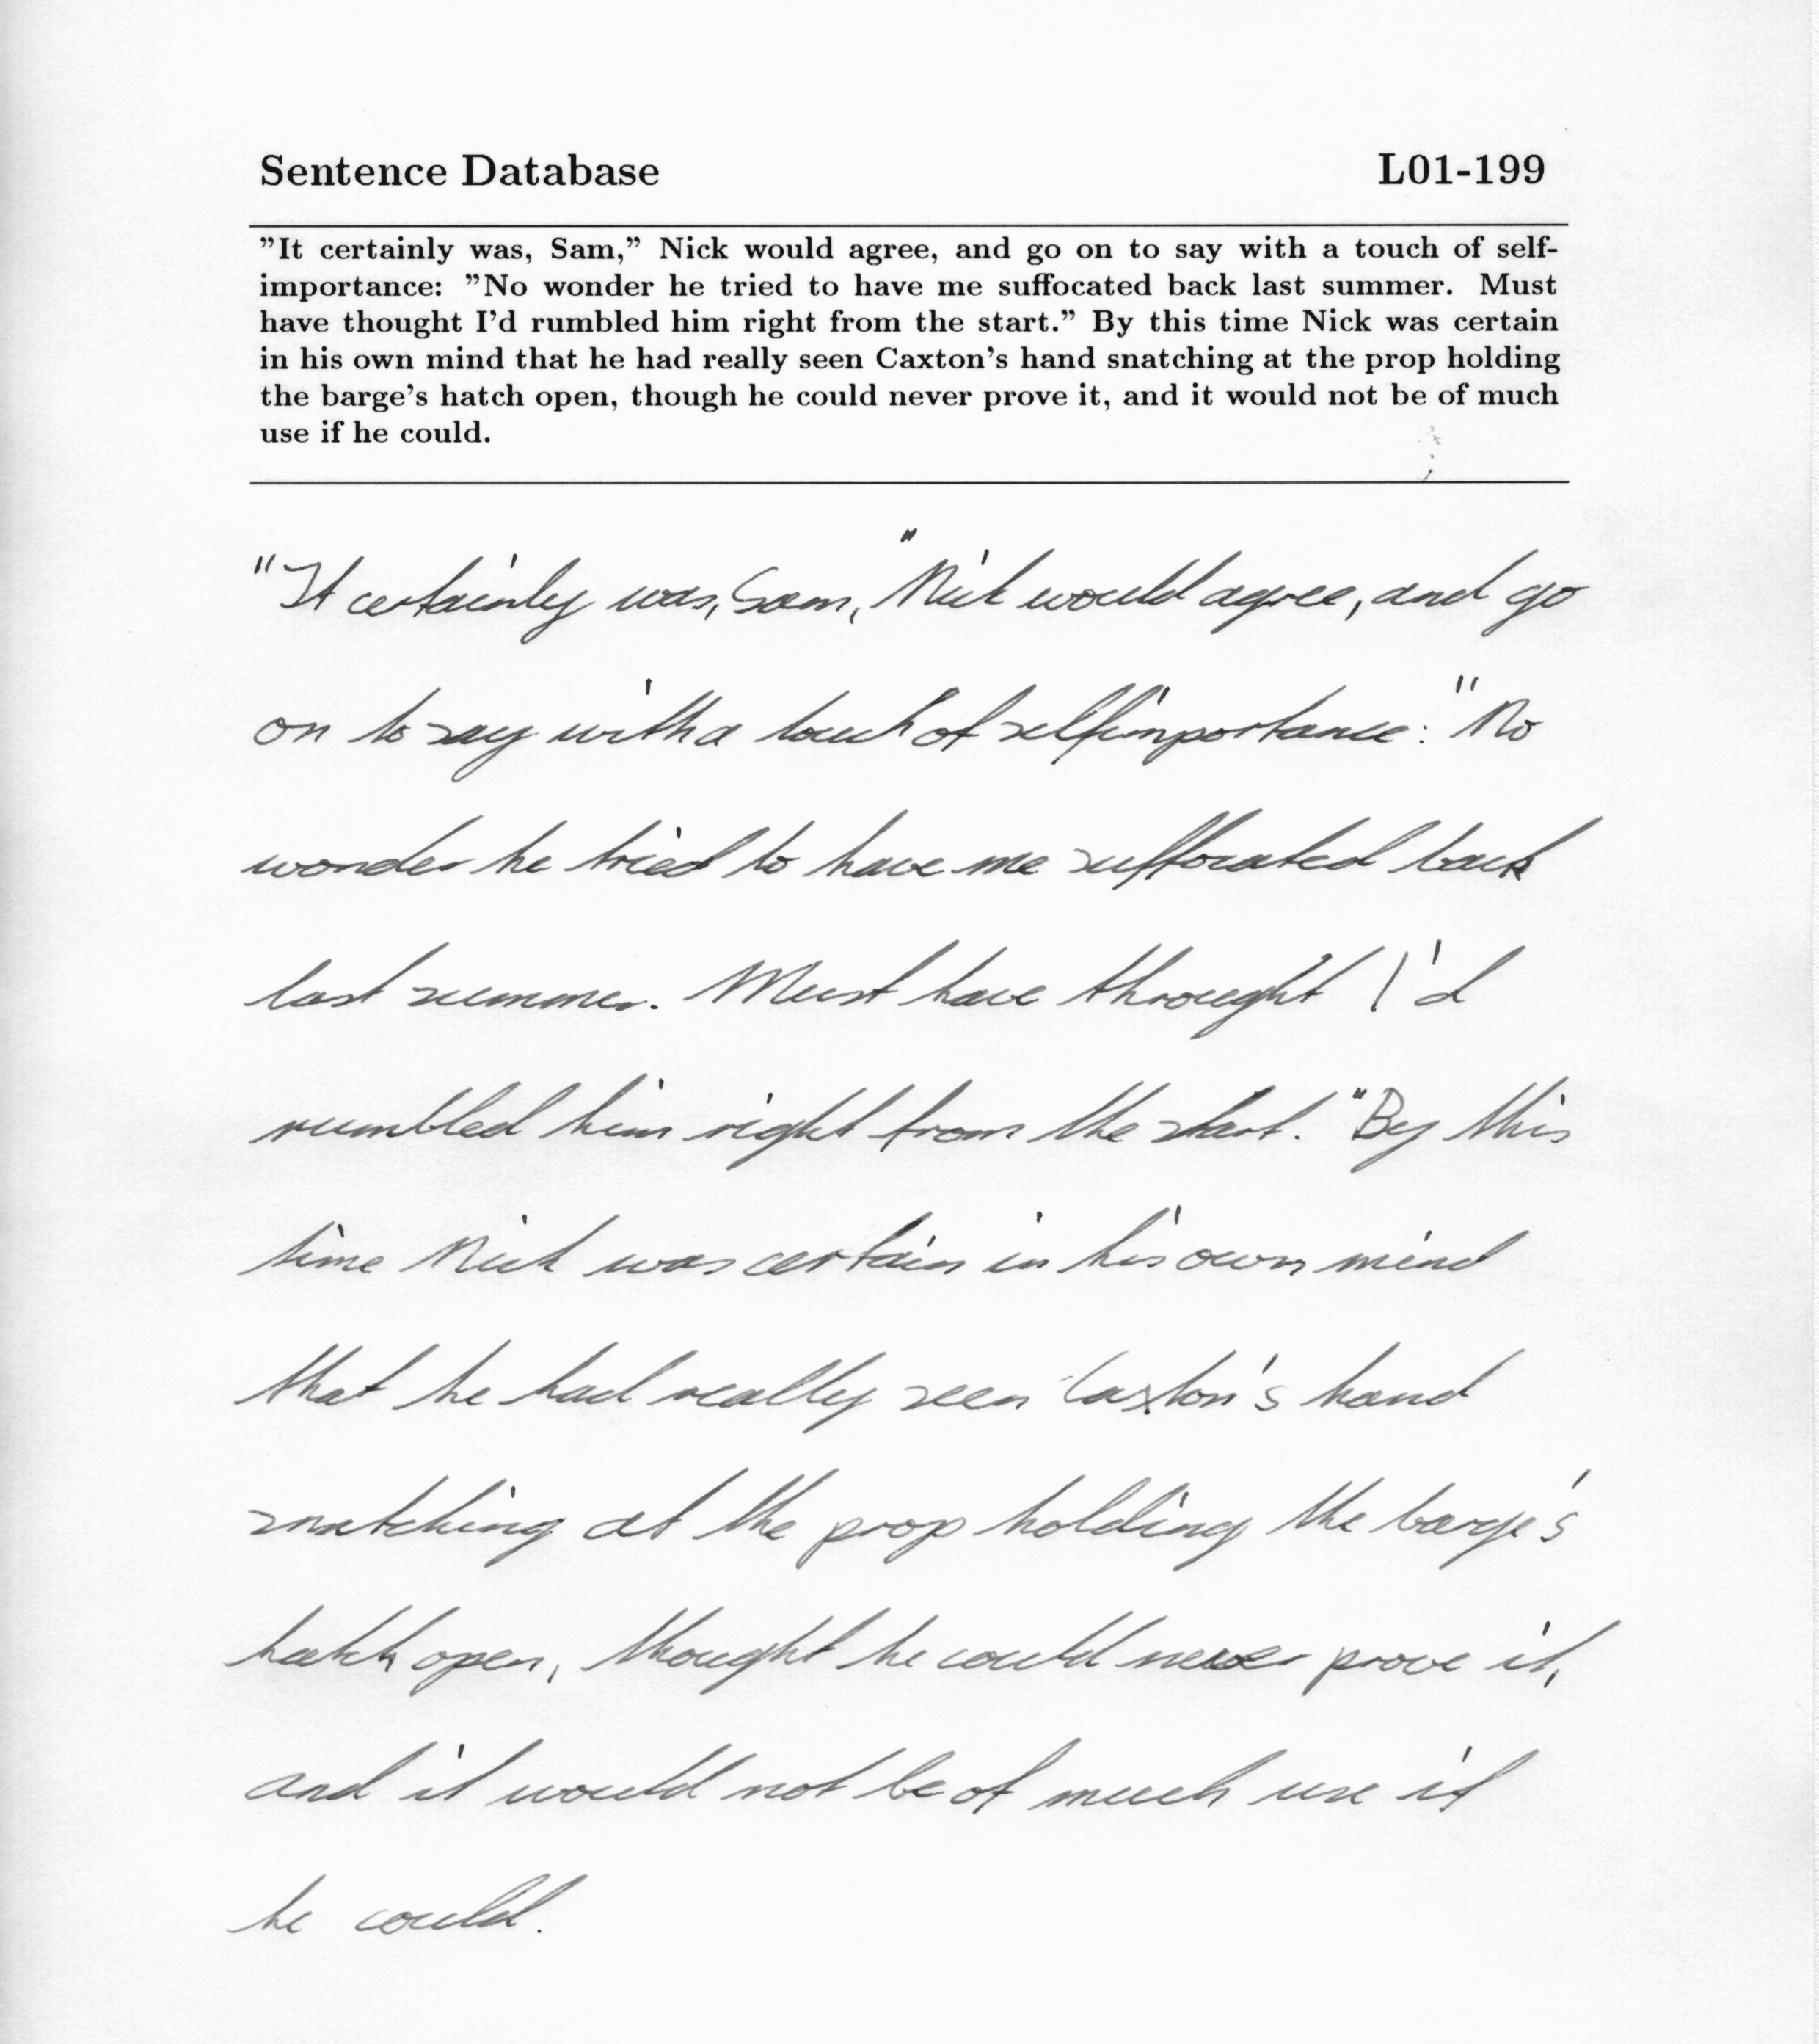 Sentence Database L01-199
"It certainly was, Sam," Nick would agree, and go on to say with a touch of self-
importance: "No wonder he tried to have me suffocated back last summer. Must
have thought I'd rumbled him right from the start." By this time Nick was certain
in his own mind that he had really seen Caxton's hand snatching at the prop holding
the barge's hatch open, though he could never prove it, and it would not be of much
use if he could.
"It certainly was, Sam," Nick would agree, and go
on to say with a touch of selfimportance: "No
wonder he tried to have me suffocated back
last summer. Must have throught I'd
rumbled him right from the start." By this
time Nick was certain in his own mind
that he had really seen Caxton's hand
snatching at the prop holding the barge's
hatch open, thought he could never prove it,
and it would not be of much use if
he could.